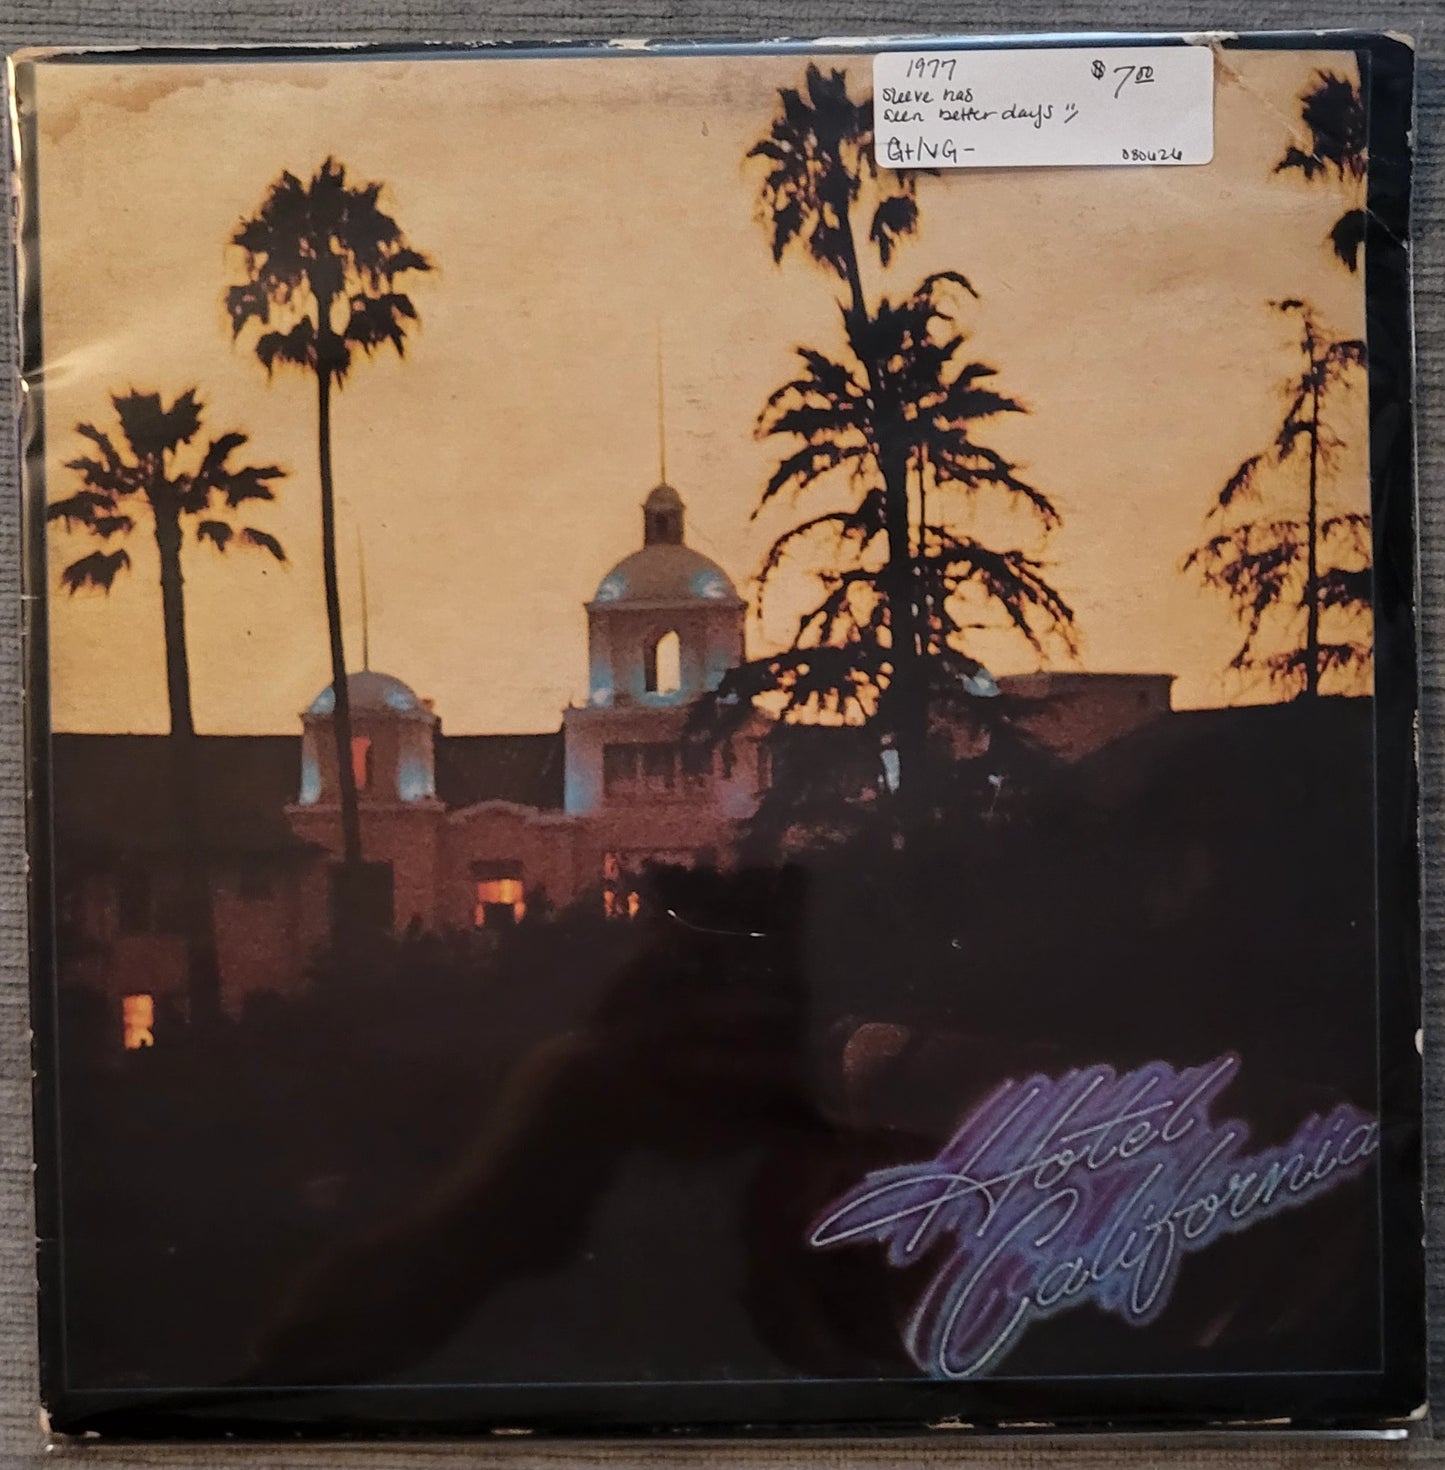 1977 $7.00
sleeve has
seen better days
G+/VG-
080424
Hotel
California